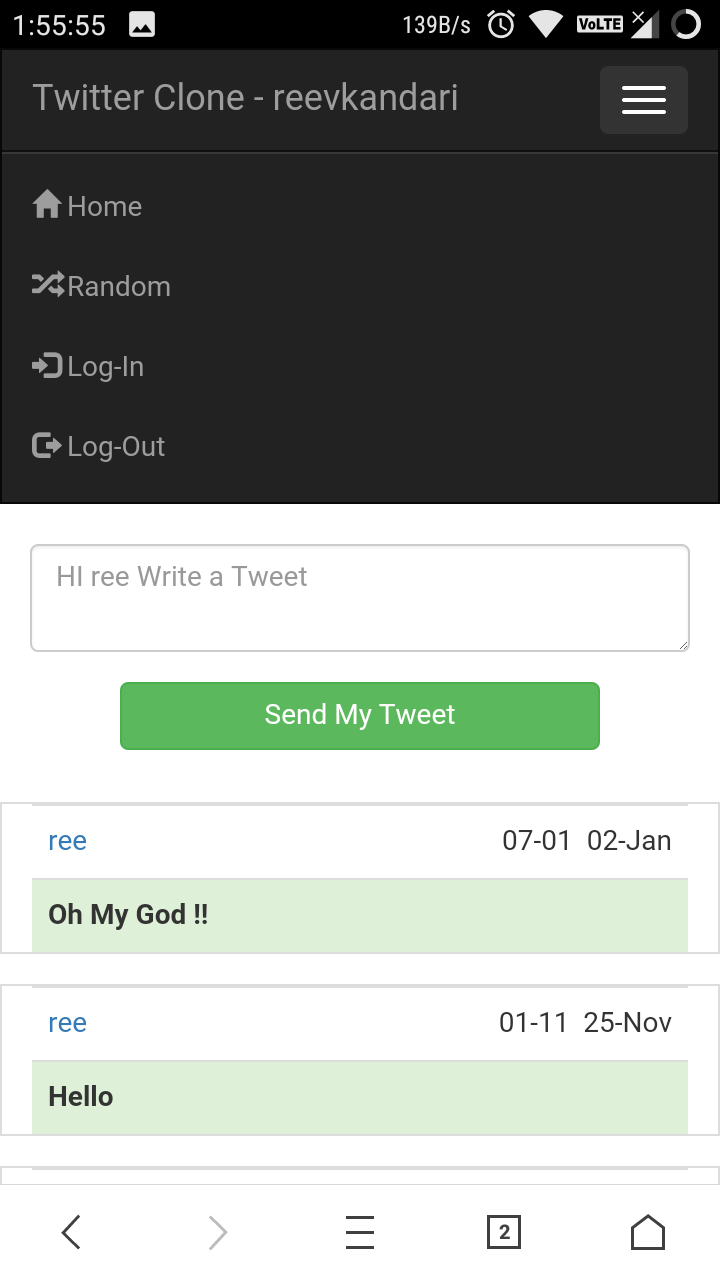 1:55:55 139B/s VoLTE
Twitter Clone - reevkandari
Home
Random
Log-In
Log-Out
HI ree Write a Tweet
Send My Tweet
ree 07-01 02-Jan
Oh My God !!
ree 01-11 25-Nov
Hello
2